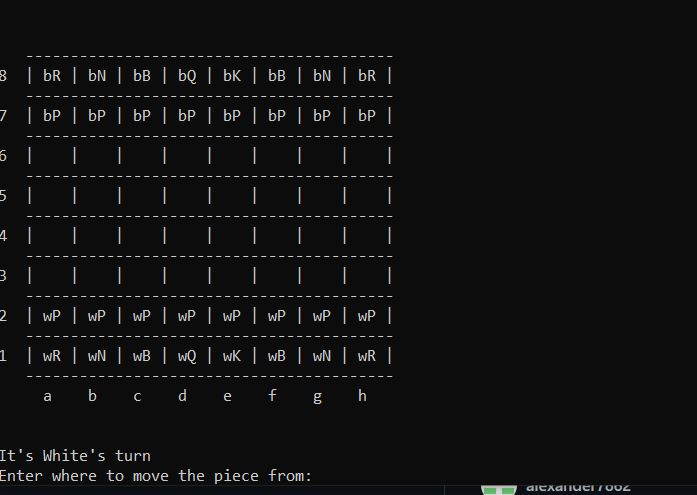 -----------------------------------------
8 | bR | bN | bB | bQ | bK | bB | bN | bR |
-----------------------------------------
7 | bP | bP | bP | bP | bP | bP | bP | bP |
-----------------------------------------
6 |    |    |    |    |    |    |    |    |
-----------------------------------------
5 |    |    |    |    |    |    |    |    |
-----------------------------------------
4 |    |    |    |    |    |    |    |    |
-----------------------------------------
3 |    |    |    |    |    |    |    |    |
-----------------------------------------
2 | wP | wP | wP | wP | wP | wP | wP | wP |
-----------------------------------------
1 | wR | wN | wB | wQ | wK | wB | wN | wR |
-----------------------------------------
a b c d e f g h
It's White's turn
Enter where to move the piece from: